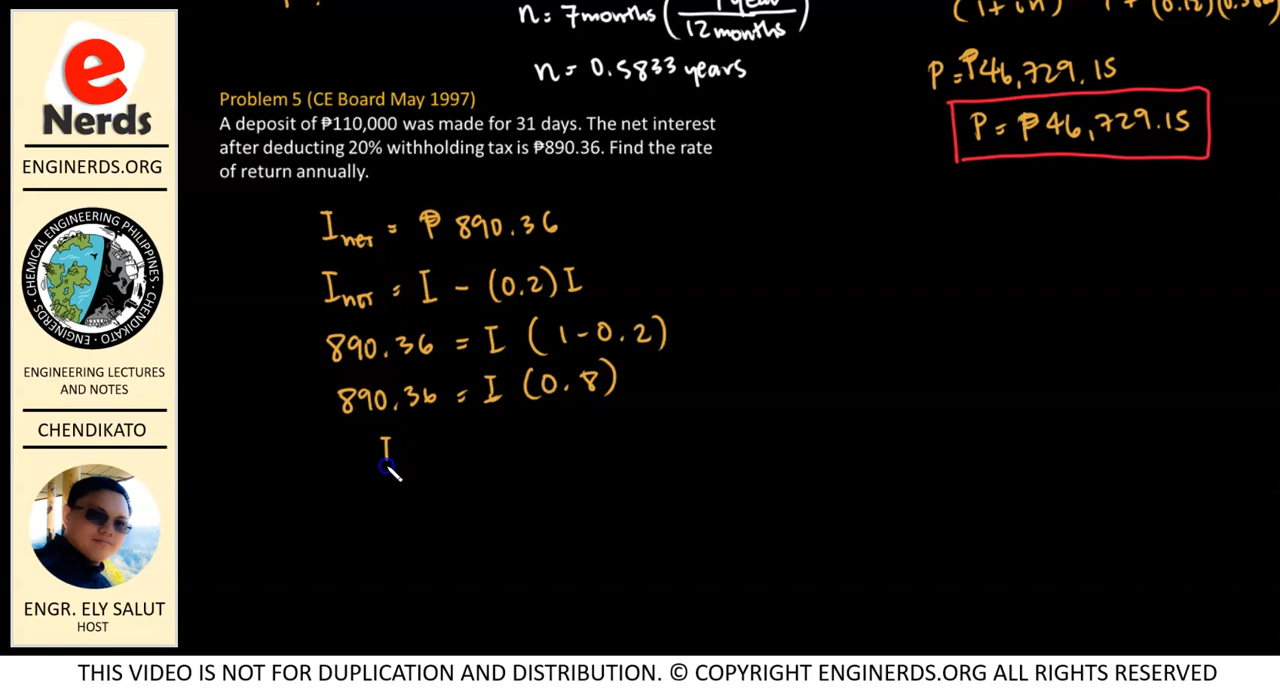 n = 7months ( 1 year / 12 months )
n = 0.5833 years
P = ₱46,729.15
P = ₱46,729.15
e
Nerds
ENGINERDS.ORG
CHEMICAL ENGINEERING PHILIPPINES
CHENDIKATO - ENGINERDS
ENGINEERING LECTURES
AND NOTES
CHENDIKATO
ENGR. ELY SALUT
HOST
Problem 5 (CE Board May 1997)
A deposit of ₱110,000 was made for 31 days. The net interest
after deducting 20% withholding tax is ₱890.36. Find the rate
of return annually.
I net = ₱ 890.36
I net = I - (0.2) I
890.36 = I (1-0.2)
890.36 = I (0.8)
I
THIS VIDEO IS NOT FOR DUPLICATION AND DISTRIBUTION. © COPYRIGHT ENGINERDS.ORG ALL RIGHTS RESERVED